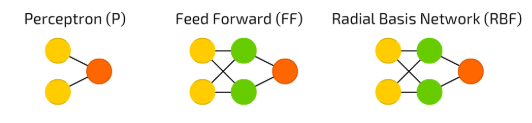 Perceptron (P)
Feed Forward (FF)
Radial Basis Network (RBF)